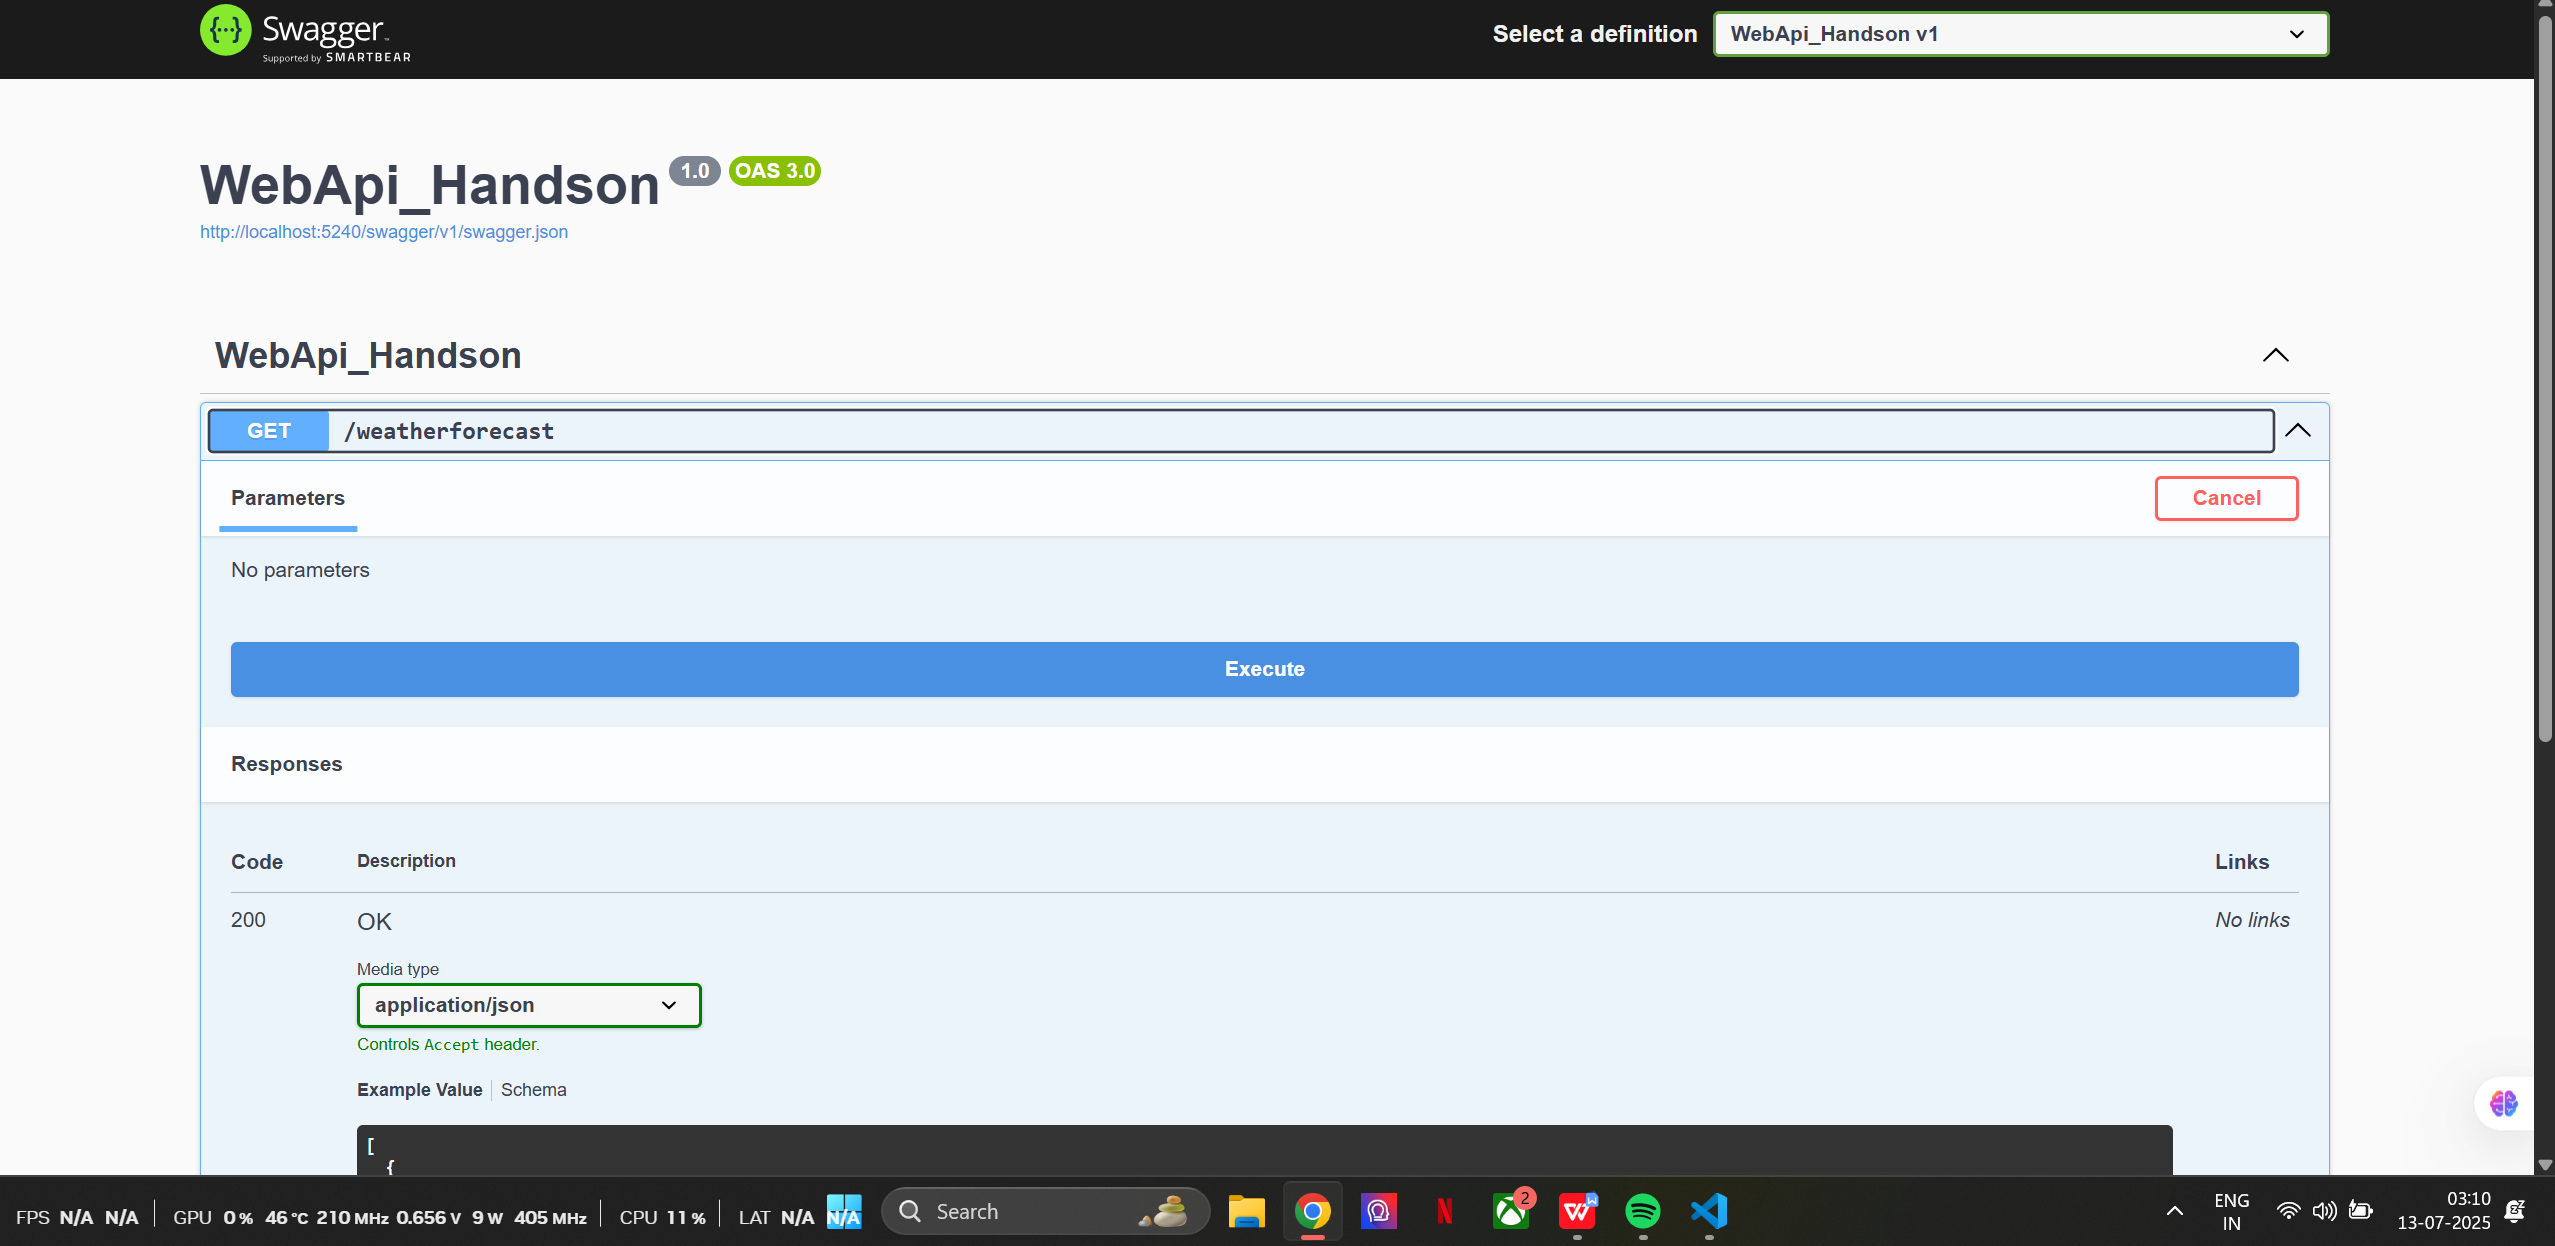 Swagger
Supported by SMARTBEAR
Select a definition
WebApi_Handson v1
WebApi_Handson 1.0 OAS 3.0
http://localhost:5240/swagger/v1/swagger.json
WebApi_Handson
GET /weatherforecast
Parameters
Cancel
No parameters
Execute
Responses
Code Description Links
200 OK No links
Media type
application/json
Controls Accept header.
Example Value Schema
[
{
FPS N/A N/A GPU 0 % 46 °C 210 MHz 0.656 V 9 W 405 MHz CPU 11 % LAT N/A N/A
Search
2
ENG
IN
03:10
13-07-2025